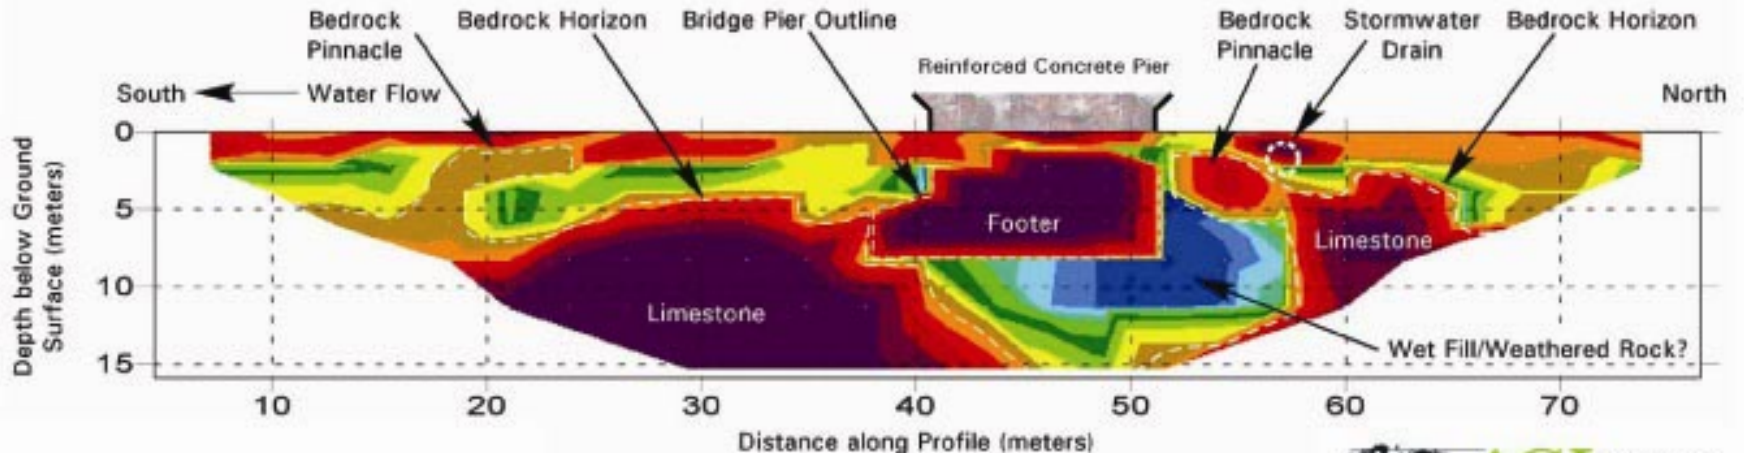 Bedrock Pinnacle
Bedrock Horizon
Bridge Pier Outline
Bedrock Pinnacle
Stormwater Drain
Bedrock Horizon
Reinforced Concrete Pier
South
Water Flow
North
Depth below Ground Surface (meters)
0
5
10
15
Footer
Limestone
Limestone
Wet Fill/Weathered Rock?
10 20 30 40 50 60 70
Distance along Profile (meters)